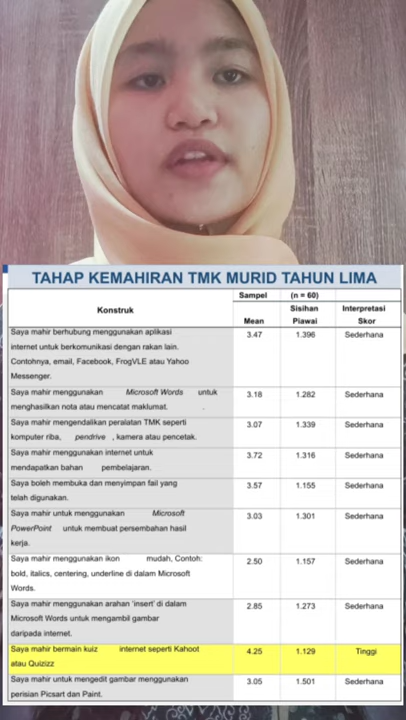 TAHAP KEMAHIRAN TMK MURID TAHUN LIMA
Sampel (n = 60)
Konstruk Mean Sisihan Piawai Interpretasi Skor
Saya mahir berhubung menggunakan aplikasi 3.47 1.396 Sederhana
internet untuk berkomunikasi dengan rakan lain.
Contohnya, email, Facebook, FrogVLE atau Yahoo
Messenger.
Saya mahir menggunakan Microsoft Words untuk 3.18 1.282 Sederhana
menghasilkan nota atau mencatat maklumat.
Saya mahir mengendalikan peralatan TMK seperti 3.07 1.339 Sederhana
komputer riba, pendrive , kamera atau pencetak.
Saya mahir menggunakan internet untuk 3.72 1.316 Sederhana
mendapatkan bahan pembelajaran.
Saya boleh membuka dan menyimpan fail yang 3.57 1.155 Sederhana
telah digunakan.
Saya mahir untuk menggunakan Microsoft 3.03 1.301 Sederhana
PowerPoint untuk membuat persembahan hasil
kerja.
Saya mahir menggunakan ikon mudah, Contoh: 2.50 1.157 Sederhana
bold, italics, centering, underline di dalam Microsoft
Words.
Saya mahir menggunakan arahan 'insert' di dalam 2.85 1.273 Sederhana
Microsoft Words untuk mengambil gambar
daripada internet.
Saya mahir bermain kuiz internet seperti Kahoot 4.25 1.129 Tinggi
atau Quizizz
Saya mahir untuk mengedit gambar menggunakan 3.05 1.501 Sederhana
perisian Picsart dan Paint.